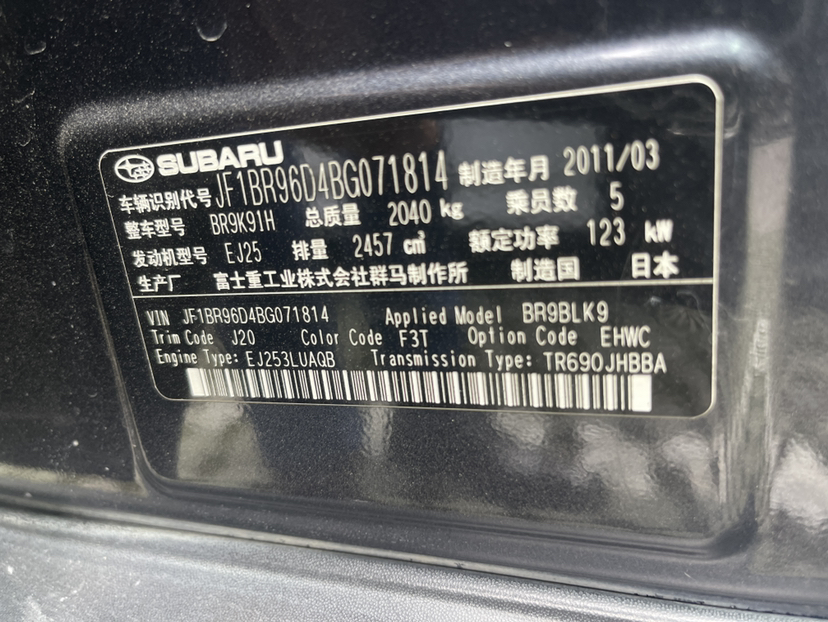 SUBARU
车辆识别代号 JF1BR96D4BG071814 制造年月 2011/03
整车型号 BR9K91H 总质量 2040 kg 乘员数 5
发动机型号 EJ25 排量 2457 cm³ 额定功率 123 kW
生产厂 富士重工业株式会社群马制作所 制造国 日本
VIN JF1BR96D4BG071814 Applied Model BR9BLK9
Trim Code J20 Color Code F3T Option Code EHWC
Engine Type: EJ253LUAQB Transmission Type: TR690JHBBA